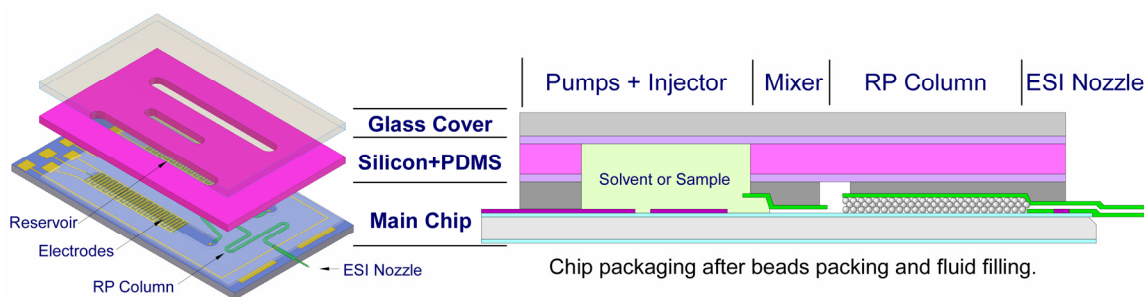 Reservoir
Electrodes
RP Column
ESI Nozzle
Pumps + Injector
Mixer
RP Column
ESI Nozzle
Glass Cover
Silicon+PDMS
Main Chip
Solvent or Sample
Chip packaging after beads packing and fluid filling.